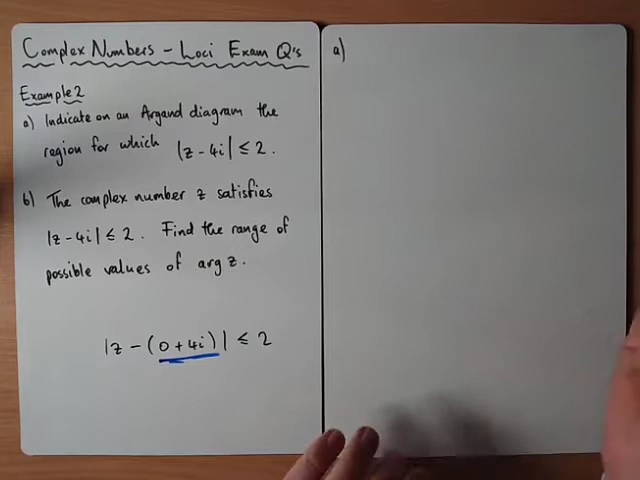 Complex Numbers - Loci Exam Q's
Example 2
a) Indicate on an Argand diagram the
region for which |z - 4i| ≤ 2.
b) The complex number z satisfies
|z - 4i| ≤ 2. Find the range of
possible values of arg z.
|z - (0 + 4i)| ≤ 2
a)